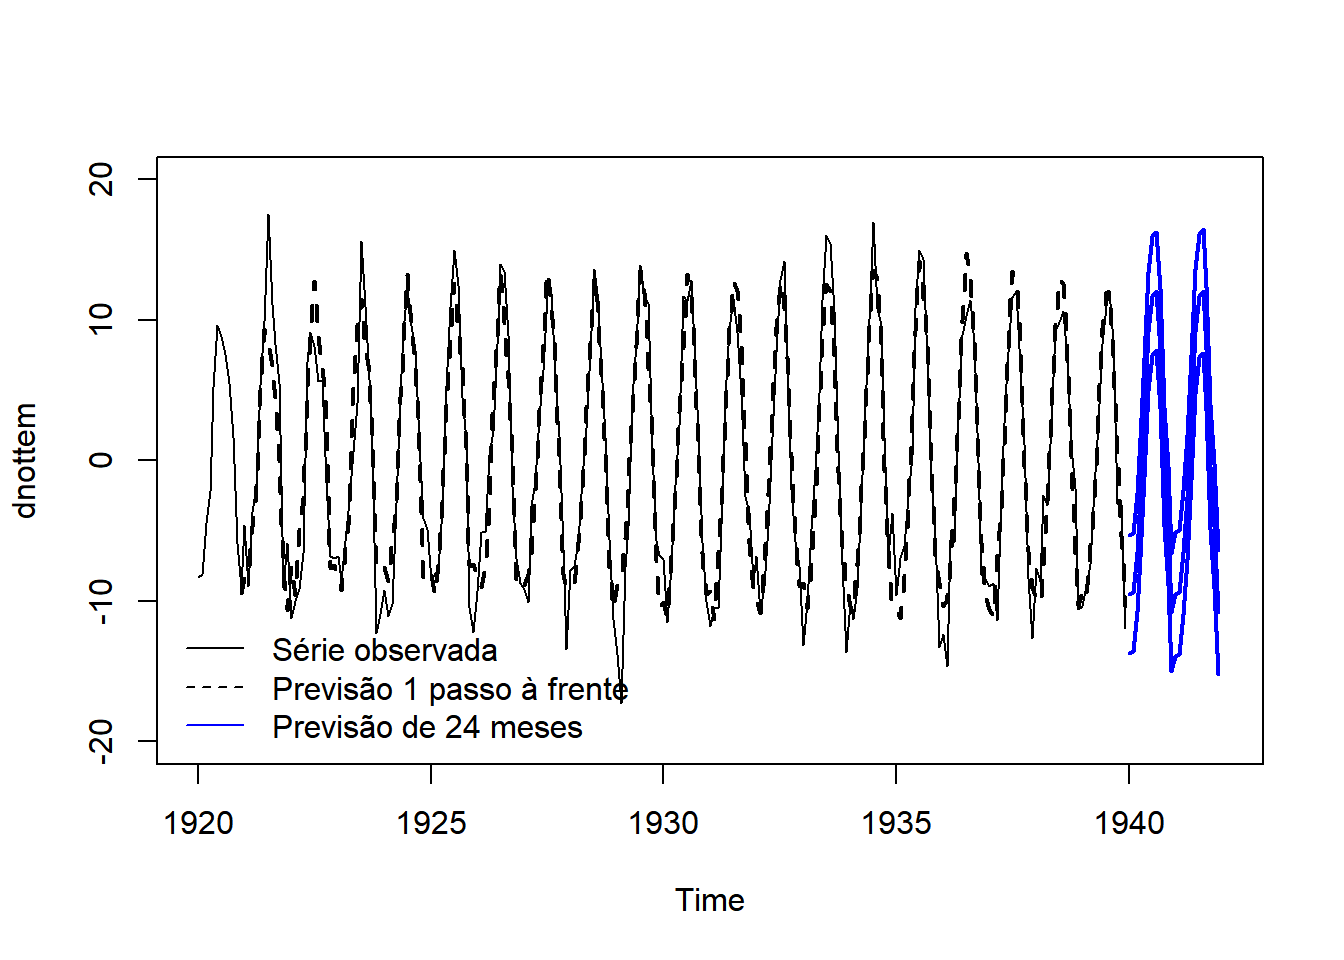 dnottem
20
10
0
-10
-20
Série observada
Previsão 1 passo à frente
Previsão de 24 meses
1920 1925 1930 1935 1940
Time